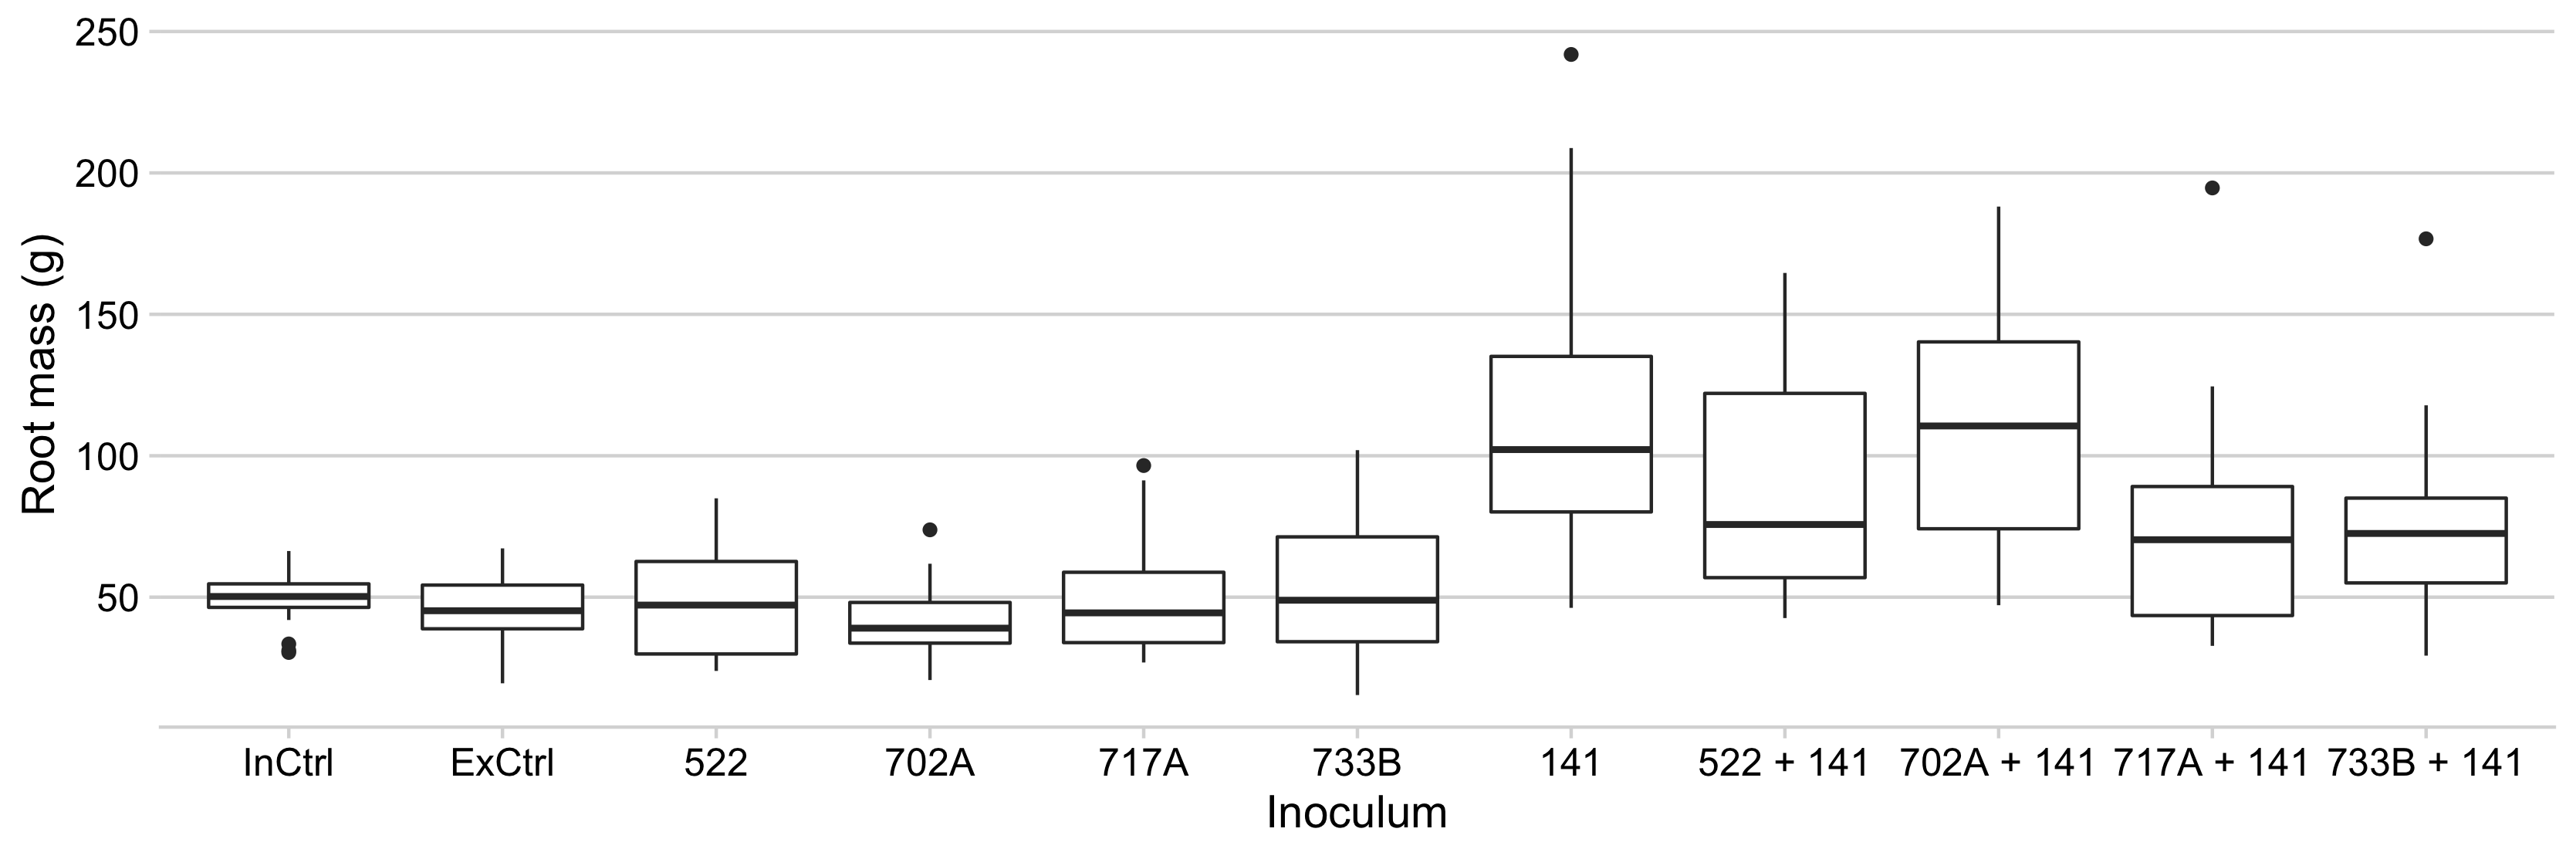 250
200
150
100
50
Root mass (g)
InCtrl ExCtrl 522 702A 717A 733B 141 522 + 141 702A + 141 717A + 141 733B + 141
Inoculum